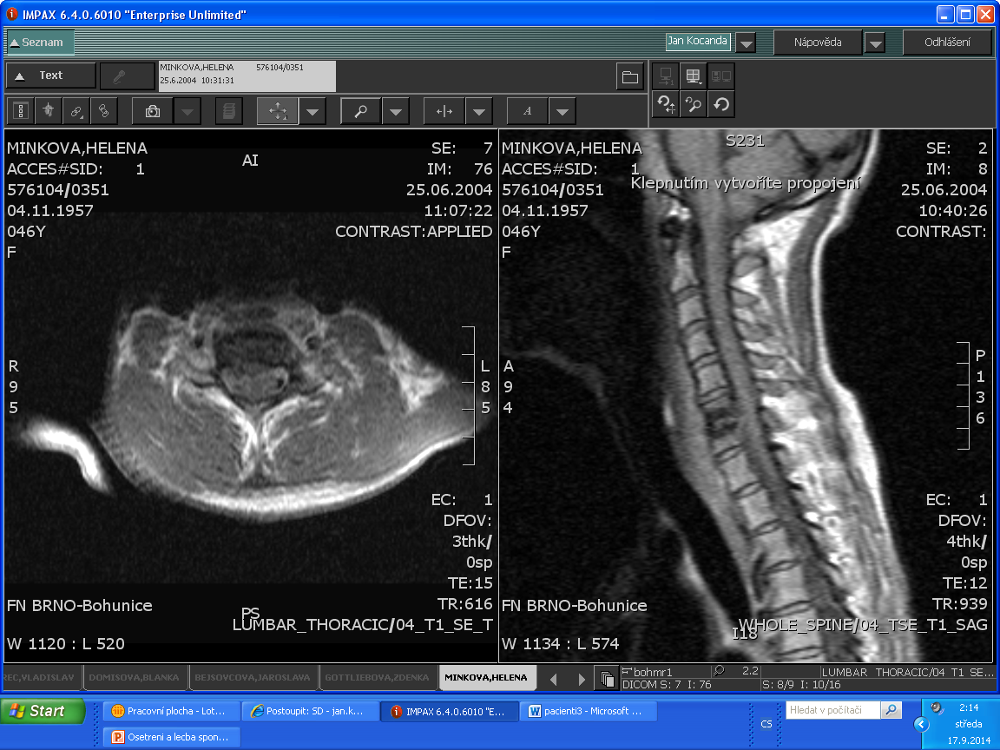 IMPAX 6.4.0.6010 "Enterprise Unlimited"
Seznam
Jan Kocanda
Nápověda
Odhlášení
Text
MINKOVA,HELENA 576104/0351
25.6.2004 10:31:31
A
MINKOVA,HELENA
ACCES#SID: 1
576104/0351
04.11.1957
046Y
F
AI
SE: 7
IM: 76
25.06.2004
11:07:22
CONTRAST:APPLIED
R
9
5
L
8
5
EC: 1
DFOV:
3thk/
0sp
TE:15
TR:616
FN BRNO-Bohunice
PS
LUMBAR_THORACIC/04_T1_SE_T
W 1120 : L 520
MINKOVA,HELENA
ACCES#SID: 1
576104/0351
04.11.1957
046Y
F
S231
Klepnutím vytvoříte propojení
SE: 2
IM: 8
25.06.2004
10:40:26
CONTRAST:
A
9
4
P
1
3
6
EC: 1
DFOV:
4thk/
0sp
TE:12
TR:939
FN BRNO-Bohunice
I18
WHOLE_SPINE/04_TSE_T1_SAG
W 1134 : L 574
REC,VLADISLAV
DOMISOVA,BLANKA
BEJSOVCOVA,JAROSLAVA
GOTTLIEBOVA,ZDENKA
MINKOVA,HELENA
bohmr1 2.2 LUMBAR THORACIC/04 T1 SE...
DICOM S: 7 I: 76 S: 8/9 I: 10/16
Start
Pracovní plocha - Lot...
Postoupit: SD - jan.k...
IMPAX 6.4.0.6010 "E...
pacienti3 - Microsoft ...
Osetreni a lecba spon...
CS
Hledat v počítači
2:14
středa
17.9.2014